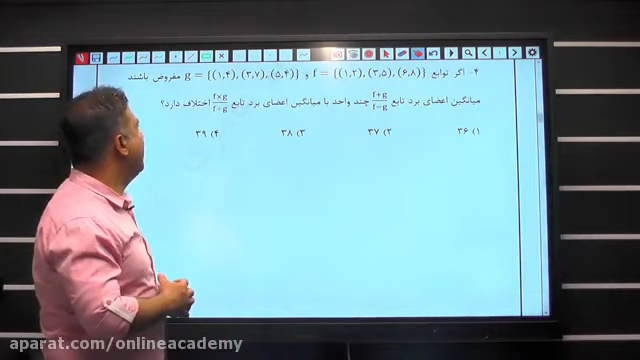 ۴- اگر توابع f = {(۱,۲),(۳,۵),(۶,۸)} و g = {(۱,۴),(۳,۷),(۵,۴)} مفروض باشند
میانگین اعضای برد تابع (f+g)/(f−g) چند واحد با میانگین اعضای برد تابع (f×g)/(f÷g) اختلاف دارد؟
۱) ۳۶ ۲) ۳۷ ۳) ۳۸ ۴) ۳۹
aparat.com/onlineacademy